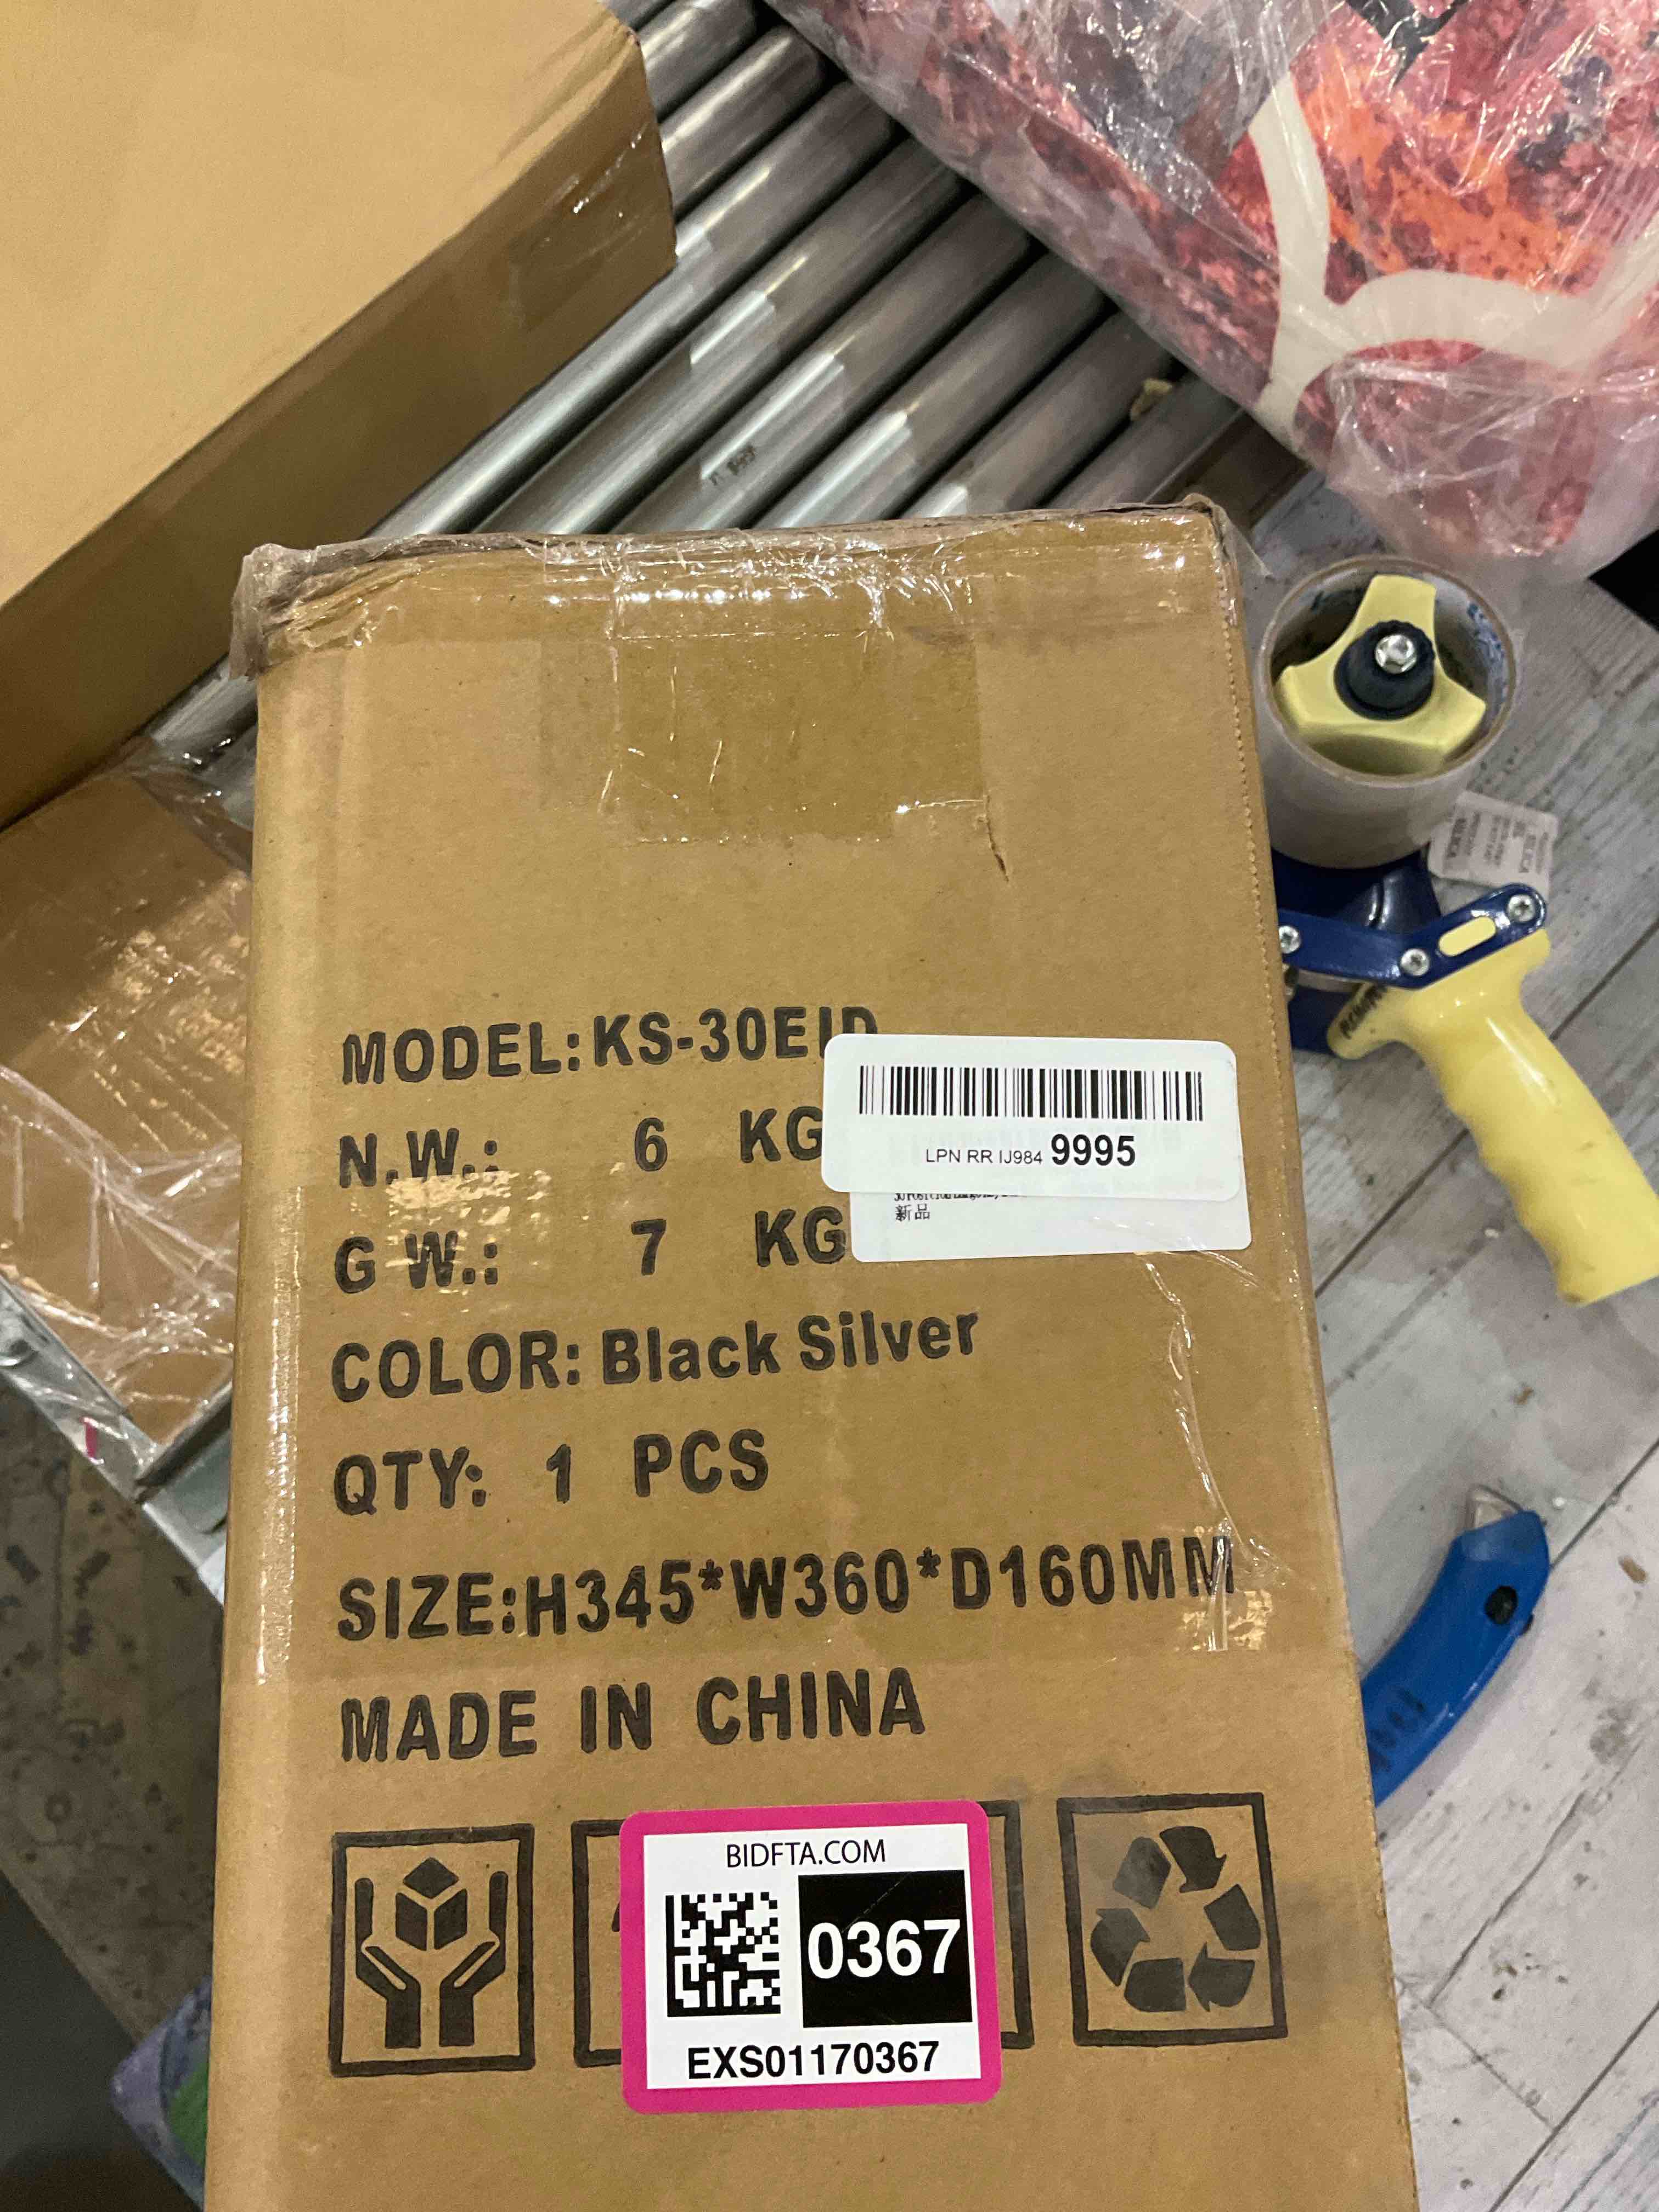 MODEL:KS-30EID
N.W.: 6 KG
G W.: 7 KG
LPN RR IJ984 9995
新品
COLOR: Black Silver
QTY: 1 PCS
SIZE:H345*W360*D160MM
MADE IN CHINA
BIDFTA.COM
0367
EXS01170367